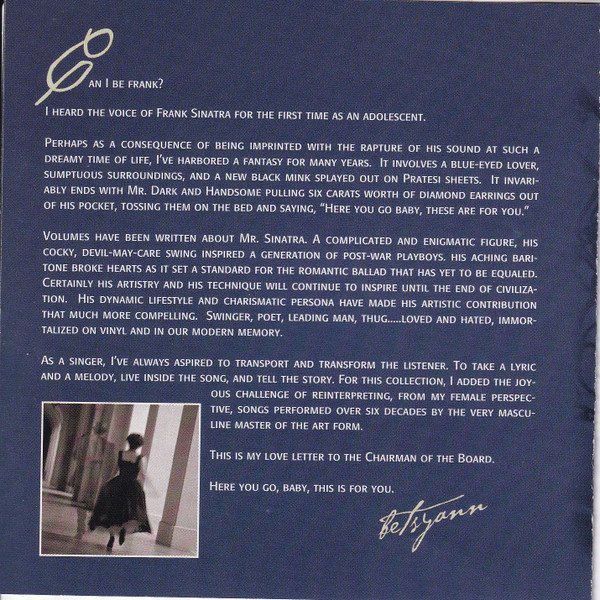 Can I be frank?
I heard the voice of Frank Sinatra for the first time as an adolescent.
Perhaps as a consequence of being imprinted with the rapture of his sound at such a
dreamy time of life, I've harbored a fantasy for many years. It involves a blue-eyed lover,
sumptuous surroundings, and a new black mink splayed out on Pratesi sheets. It invari-
ably ends with Mr. Dark and Handsome pulling six carats worth of diamond earrings out
of his pocket, tossing them on the bed and saying, "Here you go baby, these are for you."
Volumes have been written about Mr. Sinatra. A complicated and enigmatic figure, his
cocky, devil-may-care swing inspired a generation of post-war playboys. His aching bari-
tone broke hearts as it set a standard for the romantic ballad that has yet to be equaled.
Certainly his artistry and his technique will continue to inspire until the end of civiliza-
tion. His dynamic lifestyle and charismatic persona have made his artistic contribution
that much more compelling. Swinger, poet, leading man, thug.....loved and hated, immor-
talized on vinyl and in our modern memory.
As a singer, I've always aspired to transport and transform the listener. To take a lyric
and a melody, live inside the song, and tell the story. For this collection, I added the joy-
ous challenge of reinterpreting, from my female perspec-
tive, songs performed over six decades by the very mascu-
line master of the art form.
This is my love letter to the Chairman of the Board.
Here you go, baby, this is for you.
betsyann